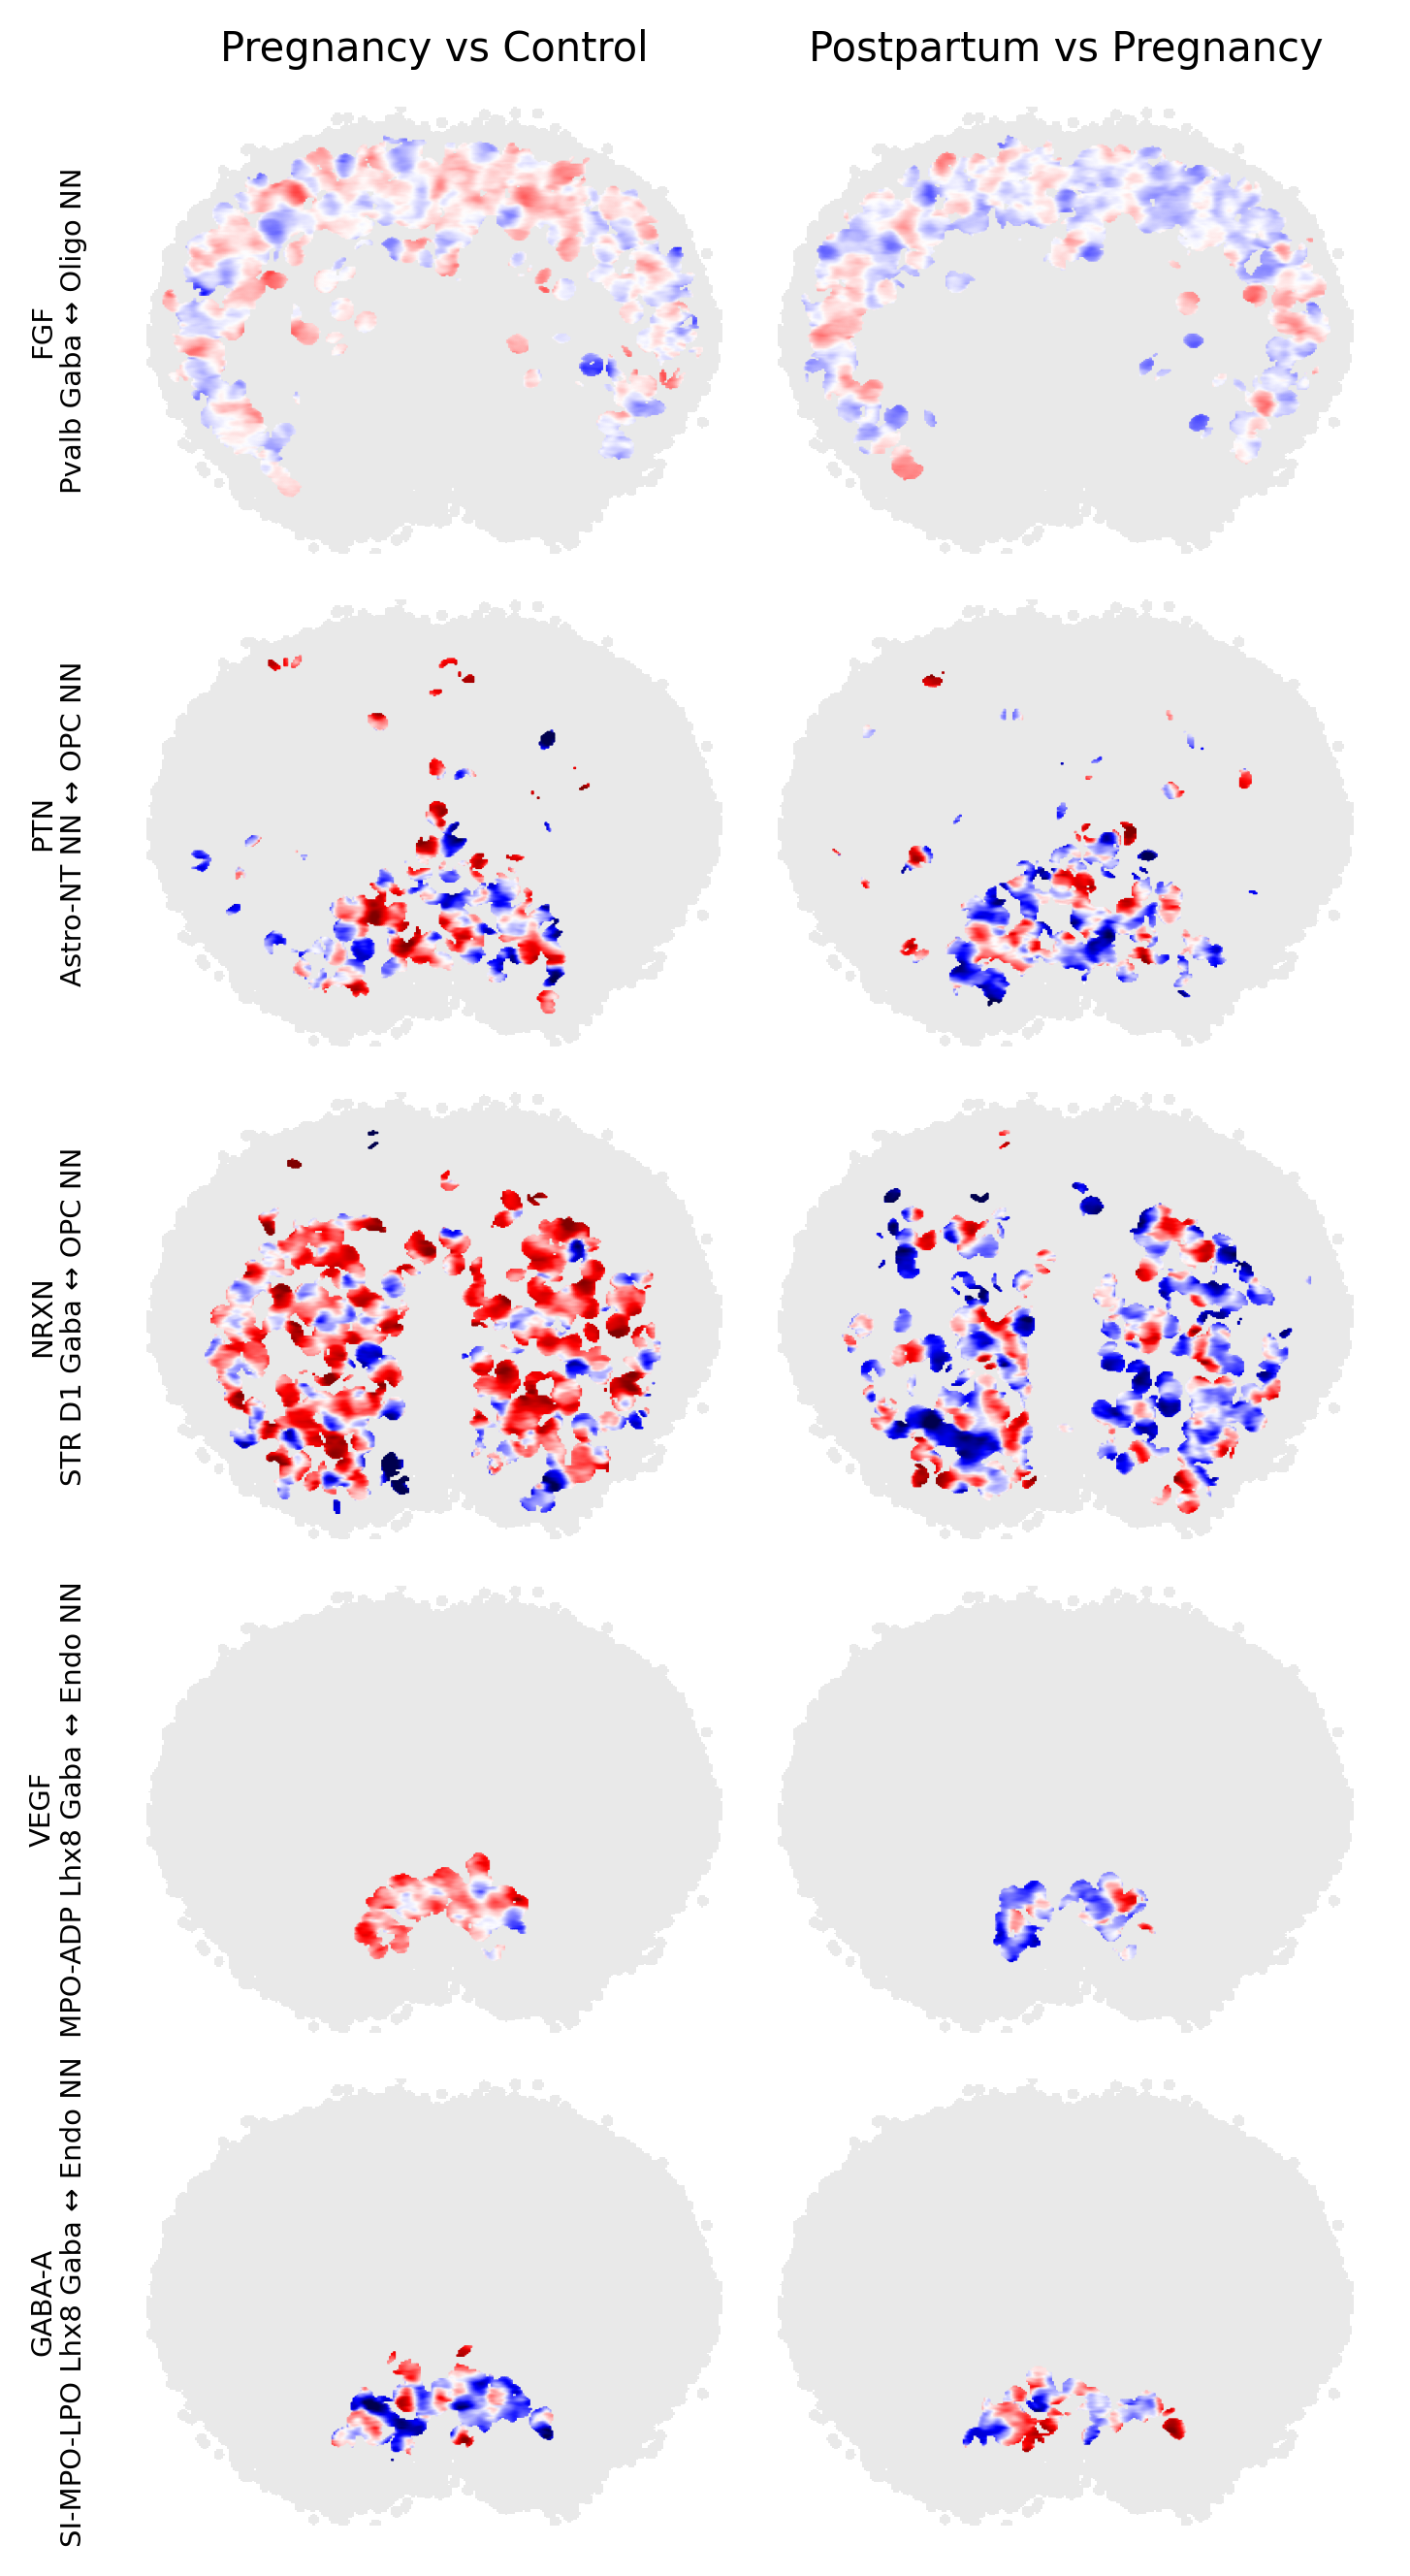 Pregnancy vs Control
Postpartum vs Pregnancy
FGF
Pvalb Gaba ↔ Oligo NN
PTN
Astro-NT NN ↔ OPC NN
NRXN
STR D1 Gaba ↔ OPC NN
VEGF
MPO-ADP Lhx8 Gaba ↔ Endo NN
GABA-A
SI-MPO-LPO Lhx8 Gaba ↔ Endo NN